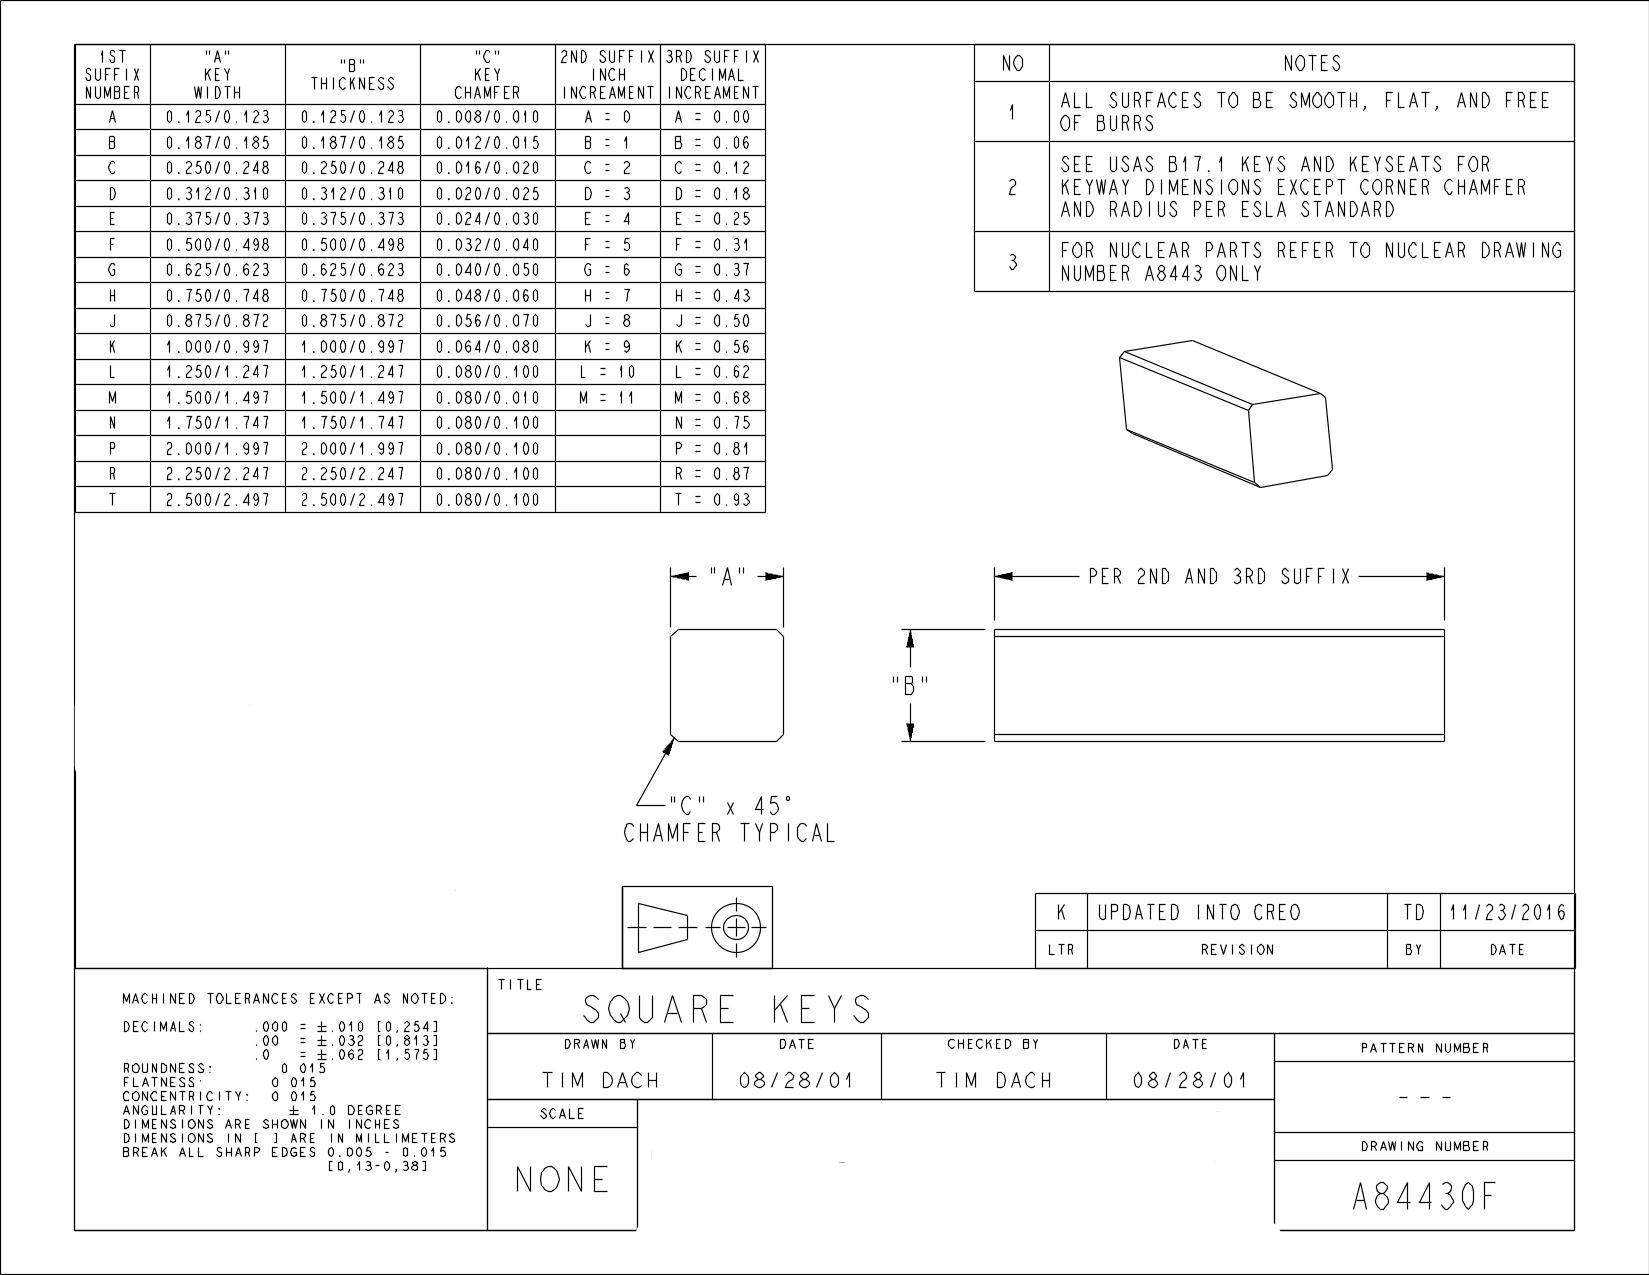 1ST SUFFIX NUMBER "A" KEY WIDTH "B" THICKNESS "C" KEY CHAMFER 2ND SUFFIX INCH INCREAMENT 3RD SUFFIX DECIMAL INCREAMENT
A 0.125/0.123 0.125/0.123 0.008/0.010 A = 0 A = 0.00
B 0.187/0.185 0.187/0.185 0.012/0.015 B = 1 B = 0.06
C 0.250/0.248 0.250/0.248 0.016/0.020 C = 2 C = 0.12
D 0.312/0.310 0.312/0.310 0.020/0.025 D = 3 D = 0.18
E 0.375/0.373 0.375/0.373 0.024/0.030 E = 4 E = 0.25
F 0.500/0.498 0.500/0.498 0.032/0.040 F = 5 F = 0.31
G 0.625/0.623 0.625/0.623 0.040/0.050 G = 6 G = 0.37
H 0.750/0.748 0.750/0.748 0.048/0.060 H = 7 H = 0.43
J 0.875/0.872 0.875/0.872 0.056/0.070 J = 8 J = 0.50
K 1.000/0.997 1.000/0.997 0.064/0.080 K = 9 K = 0.56
L 1.250/1.247 1.250/1.247 0.080/0.100 L = 10 L = 0.62
M 1.500/1.497 1.500/1.497 0.080/0.010 M = 11 M = 0.68
N 1.750/1.747 1.750/1.747 0.080/0.100 N = 0.75
P 2.000/1.997 2.000/1.997 0.080/0.100 P = 0.81
R 2.250/2.247 2.250/2.247 0.080/0.100 R = 0.87
T 2.500/2.497 2.500/2.497 0.080/0.100 T = 0.93
NO NOTES
1 ALL SURFACES TO BE SMOOTH, FLAT, AND FREE
OF BURRS
2 SEE USAS B17.1 KEYS AND KEYSEATS FOR
KEYWAY DIMENSIONS EXCEPT CORNER CHAMFER
AND RADIUS PER ESLA STANDARD
3 FOR NUCLEAR PARTS REFER TO NUCLEAR DRAWING
NUMBER A8443 ONLY
"A"
PER 2ND AND 3RD SUFFIX
"B"
"C" x 45°
CHAMFER TYPICAL
K UPDATED INTO CREO TD 11/23/2016
LTR REVISION BY DATE
MACHINED TOLERANCES EXCEPT AS NOTED:
DECIMALS: .000 = ±.010 [0,254]
.00 = ±.032 [0,813]
.0 = ±.062 [1,575]
ROUNDNESS: 0 015
FLATNESS: 0 015
CONCENTRICITY: 0 015
ANGULARITY: ± 1.0 DEGREE
DIMENSIONS ARE SHOWN IN INCHES
DIMENSIONS IN [ ] ARE IN MILLIMETERS
BREAK ALL SHARP EDGES 0.005 - 0.015
[0,13-0,38]
TITLE
SQUARE KEYS
DRAWN BY DATE CHECKED BY DATE
TIM DACH 08/28/01 TIM DACH 08/28/01
SCALE
NONE
PATTERN NUMBER
- - -
DRAWING NUMBER
A84430F